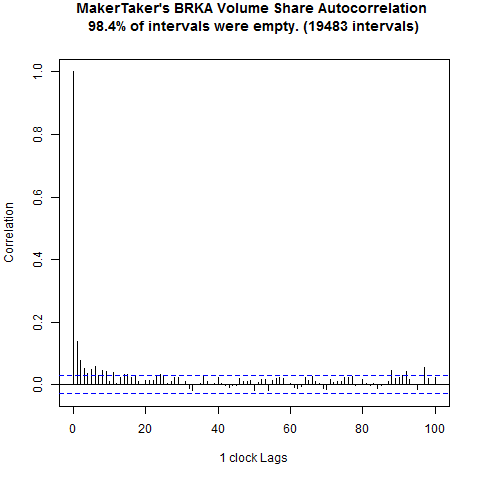 MakerTaker's BRKA Volume Share Autocorrelation
98.4% of intervals were empty. (19483 intervals)
Correlation
1.0
0.8
0.6
0.4
0.2
0.0
0 20 40 60 80 100
1 clock Lags